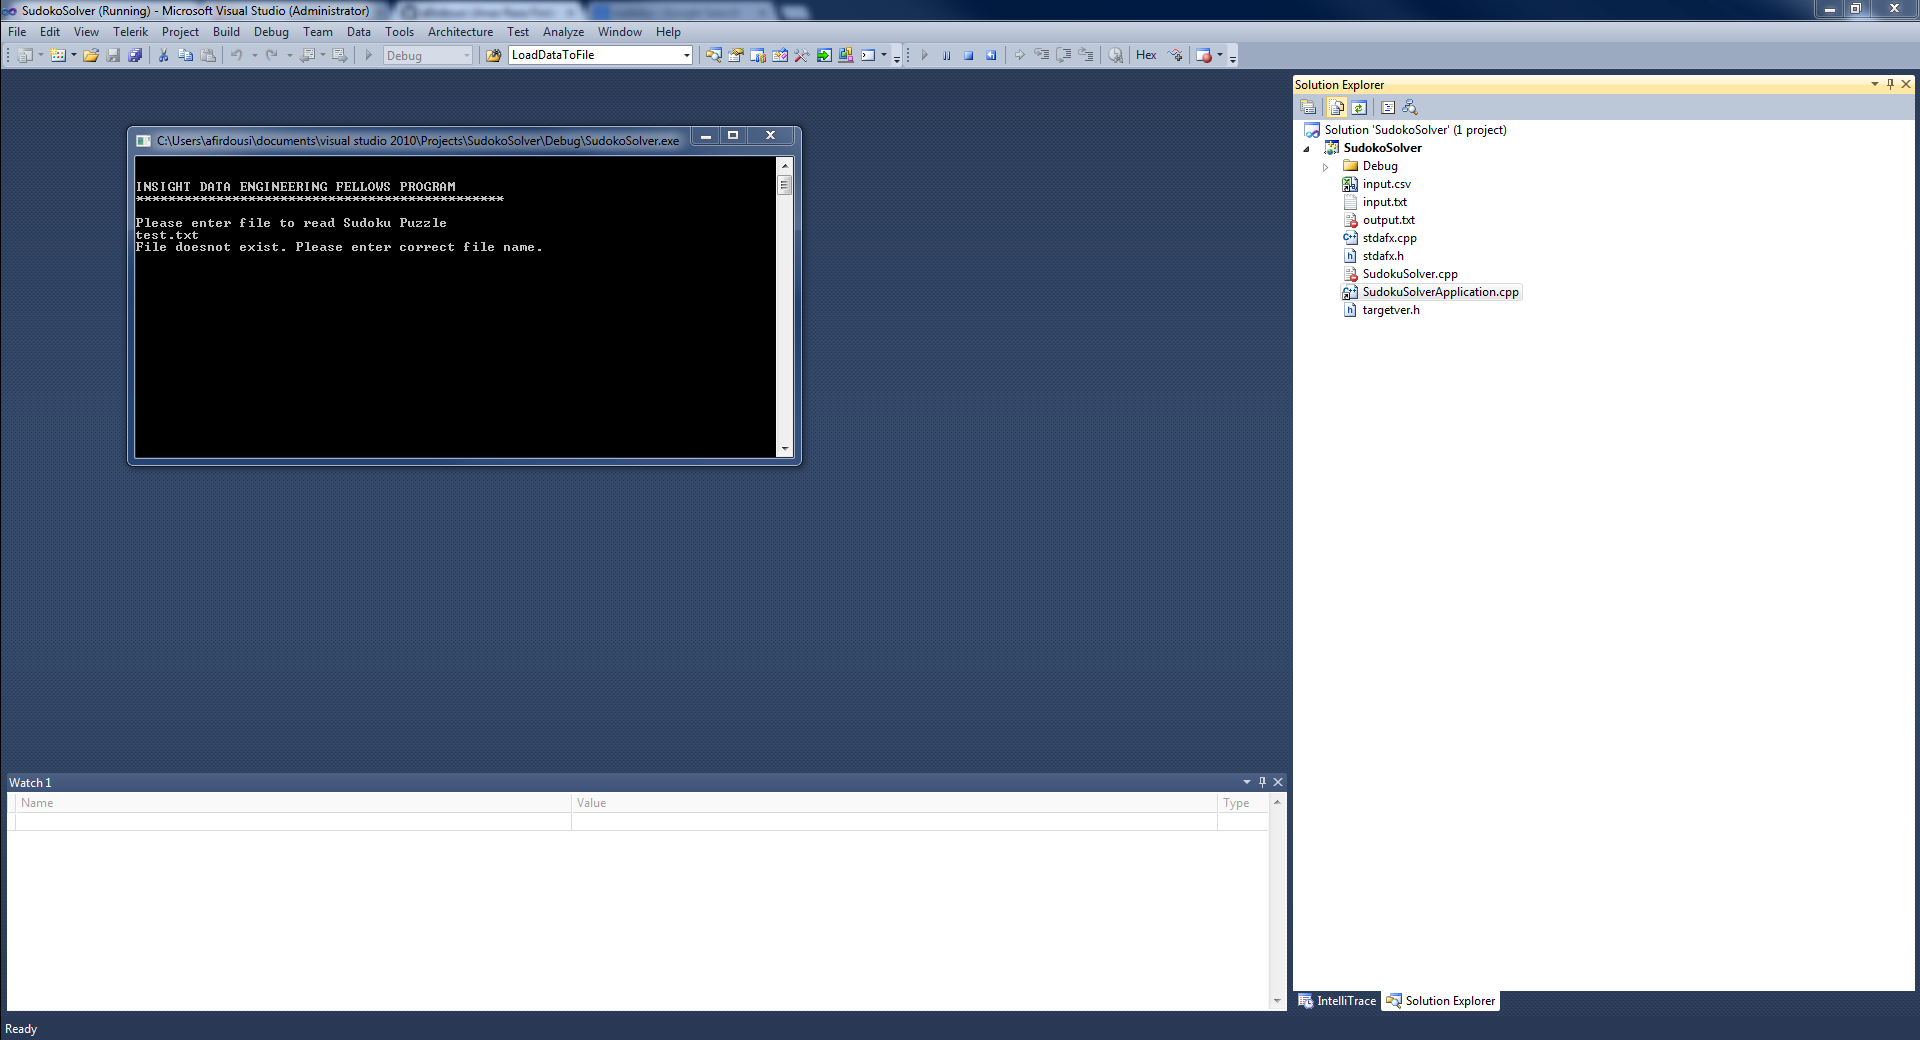 SudokoSolver (Running) - Microsoft Visual Studio (Administrator)
File Edit View Telerik Project Build Debug Team Data Tools Architecture Test Analyze Window Help
Debug LoadDataToFile Hex
C:\Users\afirdousi\documents\visual studio 2010\Projects\SudokoSolver\Debug\SudokoSolver.exe
INSIGHT DATA ENGINEERING FELLOWS PROGRAM
**********************************************
Please enter file to read Sudoku Puzzle
test.txt
File doesnot exist. Please enter correct file name.
Solution Explorer
Solution 'SudokoSolver' (1 project)
SudokoSolver
Debug
input.csv
input.txt
output.txt
stdafx.cpp
stdafx.h
SudokuSolver.cpp
SudokuSolverApplication.cpp
targetver.h
Watch 1
Name Value Type
IntelliTrace Solution Explorer
Ready